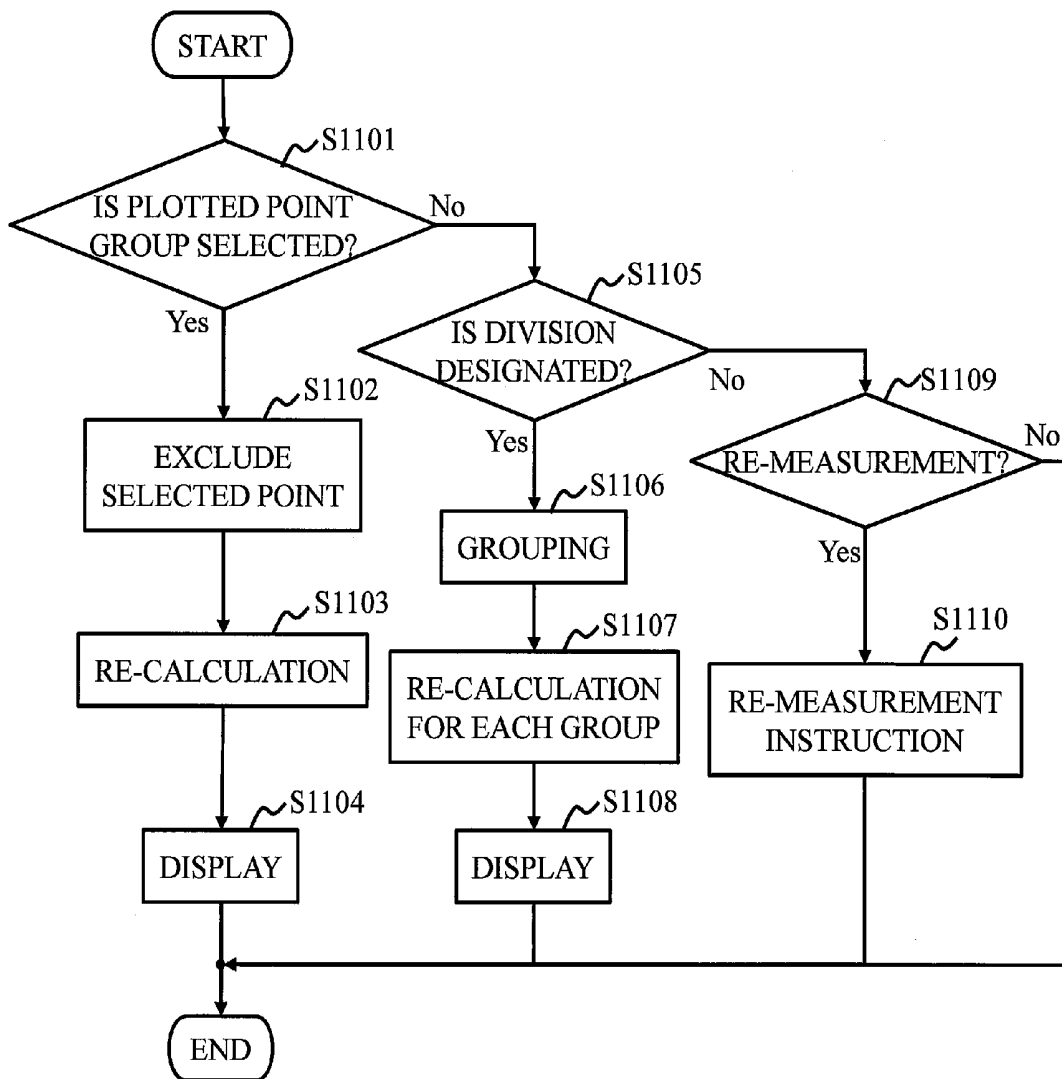 START
S1101
IS PLOTTED POINT
GROUP SELECTED?
No
Yes
S1105
IS DIVISION
DESIGNATED?
No
Yes
S1102
EXCLUDE
SELECTED POINT
S1109
RE-MEASUREMENT?
No
Yes
S1106
GROUPING
S1103
RE-CALCULATION
S1107
RE-CALCULATION
FOR EACH GROUP
S1110
RE-MEASUREMENT
INSTRUCTION
S1104
DISPLAY
S1108
DISPLAY
END